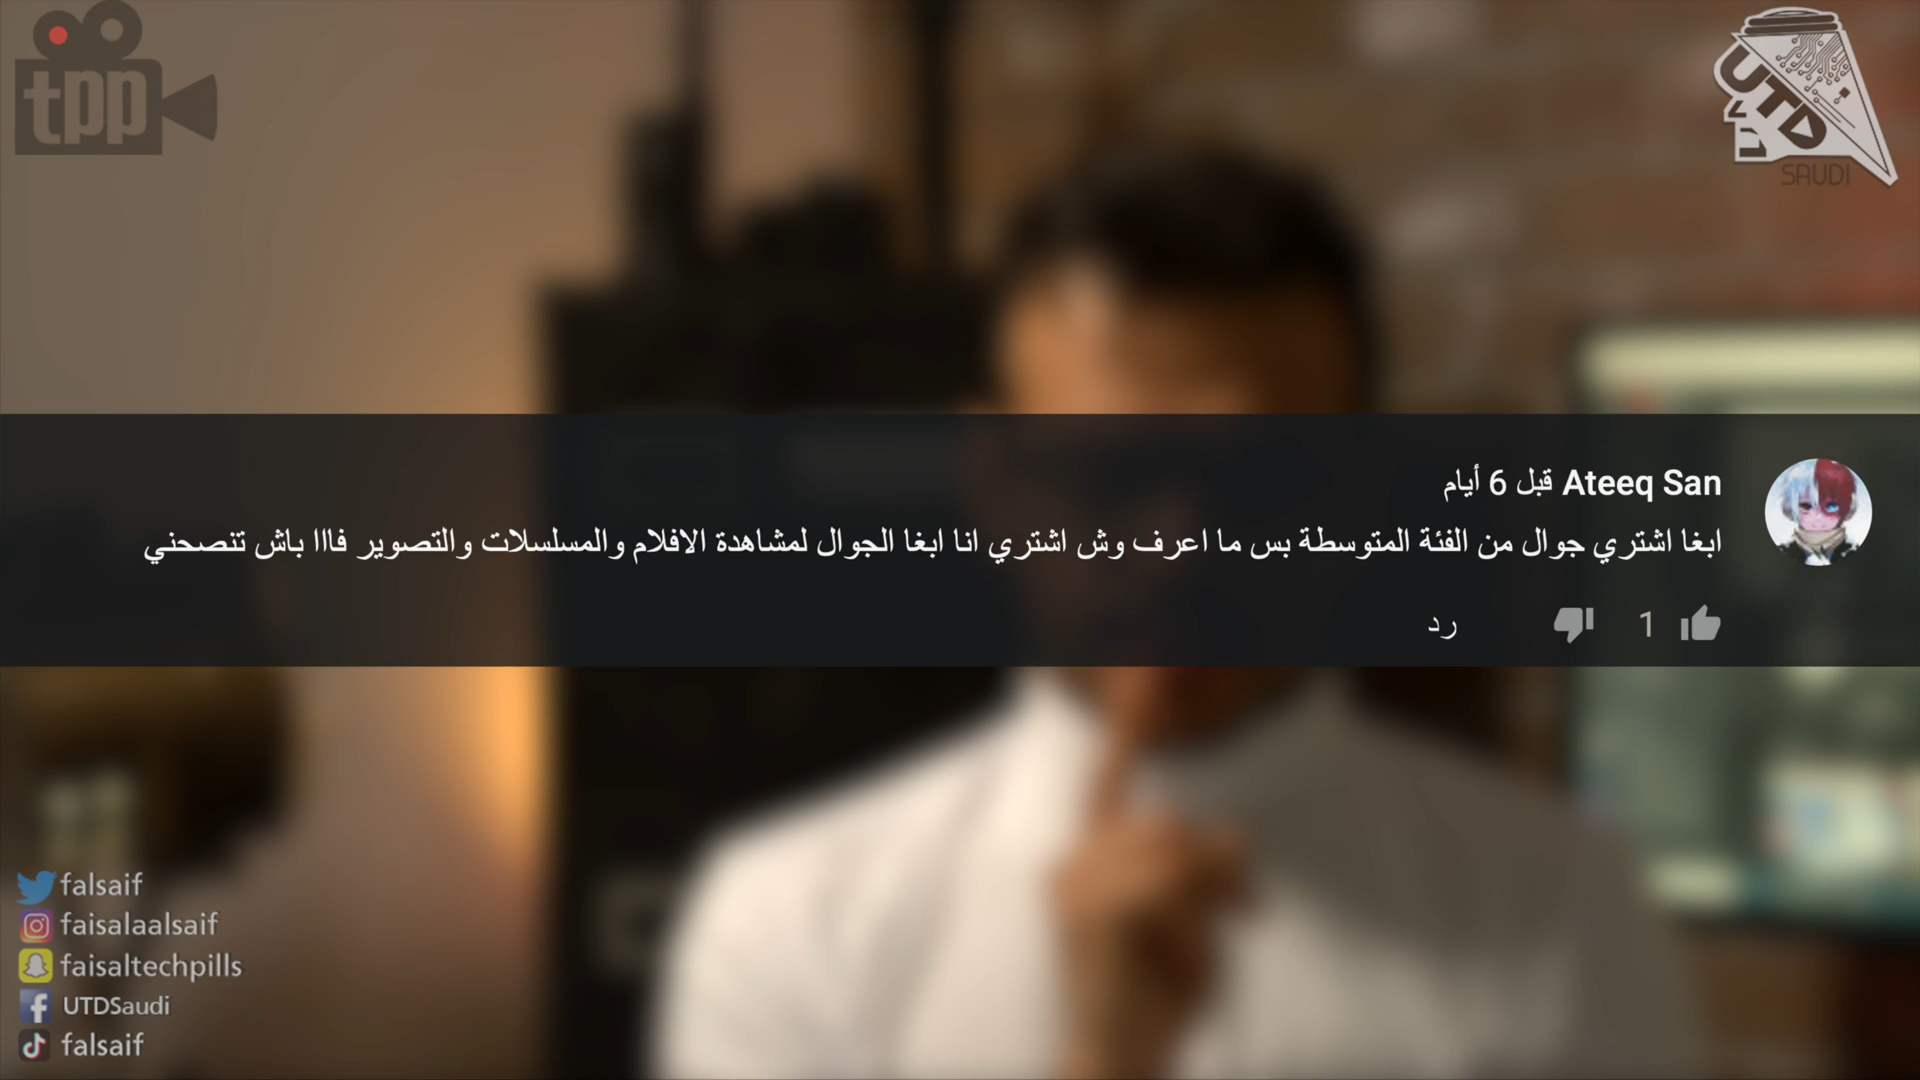 tpp
UTD
SAUDI
Ateeq San قبل 6 أيام
ابغا اشتري جوال من الفئة المتوسطة بس ما اعرف وش اشتري انا ابغا الجوال لمشاهدة الافلام والمسلسلات والتصوير فااا باش تنصحني
1
رد
falsaif
faisalaalsaif
faisaltechpills
UTDSaudi
falsaif